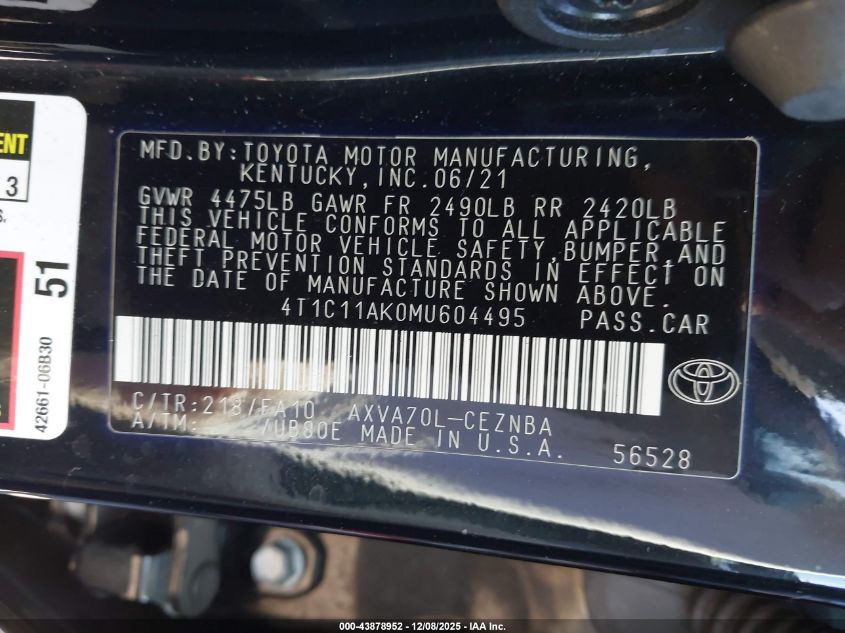 MFD.BY:TOYOTA MOTOR MANUFACTURING,
KENTUCKY,INC.06/21
GVWR 4475LB GAWR FR 2490LB RR 2420LB
THIS VEHICLE CONFORMS TO ALL APPLICABLE
FEDERAL MOTOR VEHICLE SAFETY,BUMPER,AND
THEFT PREVENTION STANDARDS IN EFFECT ON
THE DATE OF MANUFACTURE SHOWN ABOVE.
4T1C11AK0MU604495 PASS.CAR
C/TR:218/FA10 AXVA70L-CEZNBA
A/TM: /UB80E MADE IN U.S.A.
56528
ENT
3
S.
51
42661-06B30
000-43878952 - 12/08/2025 - IAA Inc.